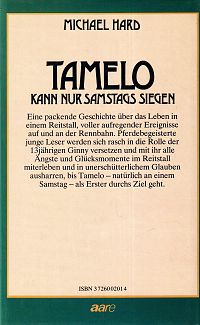 MICHAEL HARD
TAMELO
KANN NUR SAMSTAGS SIEGEN
Eine packende Geschichte über das Leben in
einem Reitstall, voller aufregender Ereignisse
auf und an der Rennbahn. Pferdebegeisterte
junge Leser werden sich rasch in die Rolle der
13jährigen Ginny versetzen und mit ihr alle
Ängste und Glücksmomente im Reitstall
miterleben und in unerschütterlichem Glauben
ausharren, bis Tamelo – natürlich an einem
Samstag – als Erster durchs Ziel geht.
ISBN 3726002014
aare